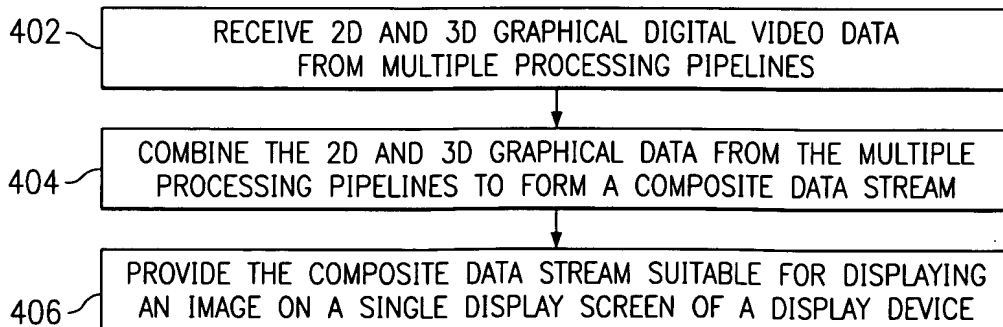 402
RECEIVE 2D AND 3D GRAPHICAL DIGITAL VIDEO DATA
FROM MULTIPLE PROCESSING PIPELINES
404
COMBINE THE 2D AND 3D GRAPHICAL DATA FROM THE MULTIPLE
PROCESSING PIPELINES TO FORM A COMPOSITE DATA STREAM
406
PROVIDE THE COMPOSITE DATA STREAM SUITABLE FOR DISPLAYING
AN IMAGE ON A SINGLE DISPLAY SCREEN OF A DISPLAY DEVICE